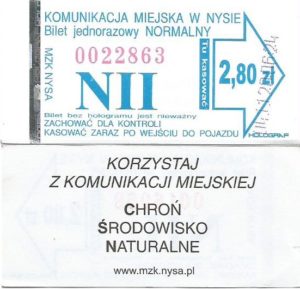 KOMUNIKACJA MIEJSKA W NYSIE
Bilet jednorazowy NORMALNY
MZK NYSA
0022863
NII
Tu kasować
2,80 zł
Bilet bez hologramu jest nieważny
ZACHOWAĆ DLA KONTROLI
KASOWAĆ ZARAZ PO WEJŚCIU DO POJAZDU
HOLOGRAM
KORZYSTAJ
Z KOMUNIKACJI MIEJSKIEJ
CHROŃ
ŚRODOWISKO
NATURALNE
www.mzk.nysa.pl